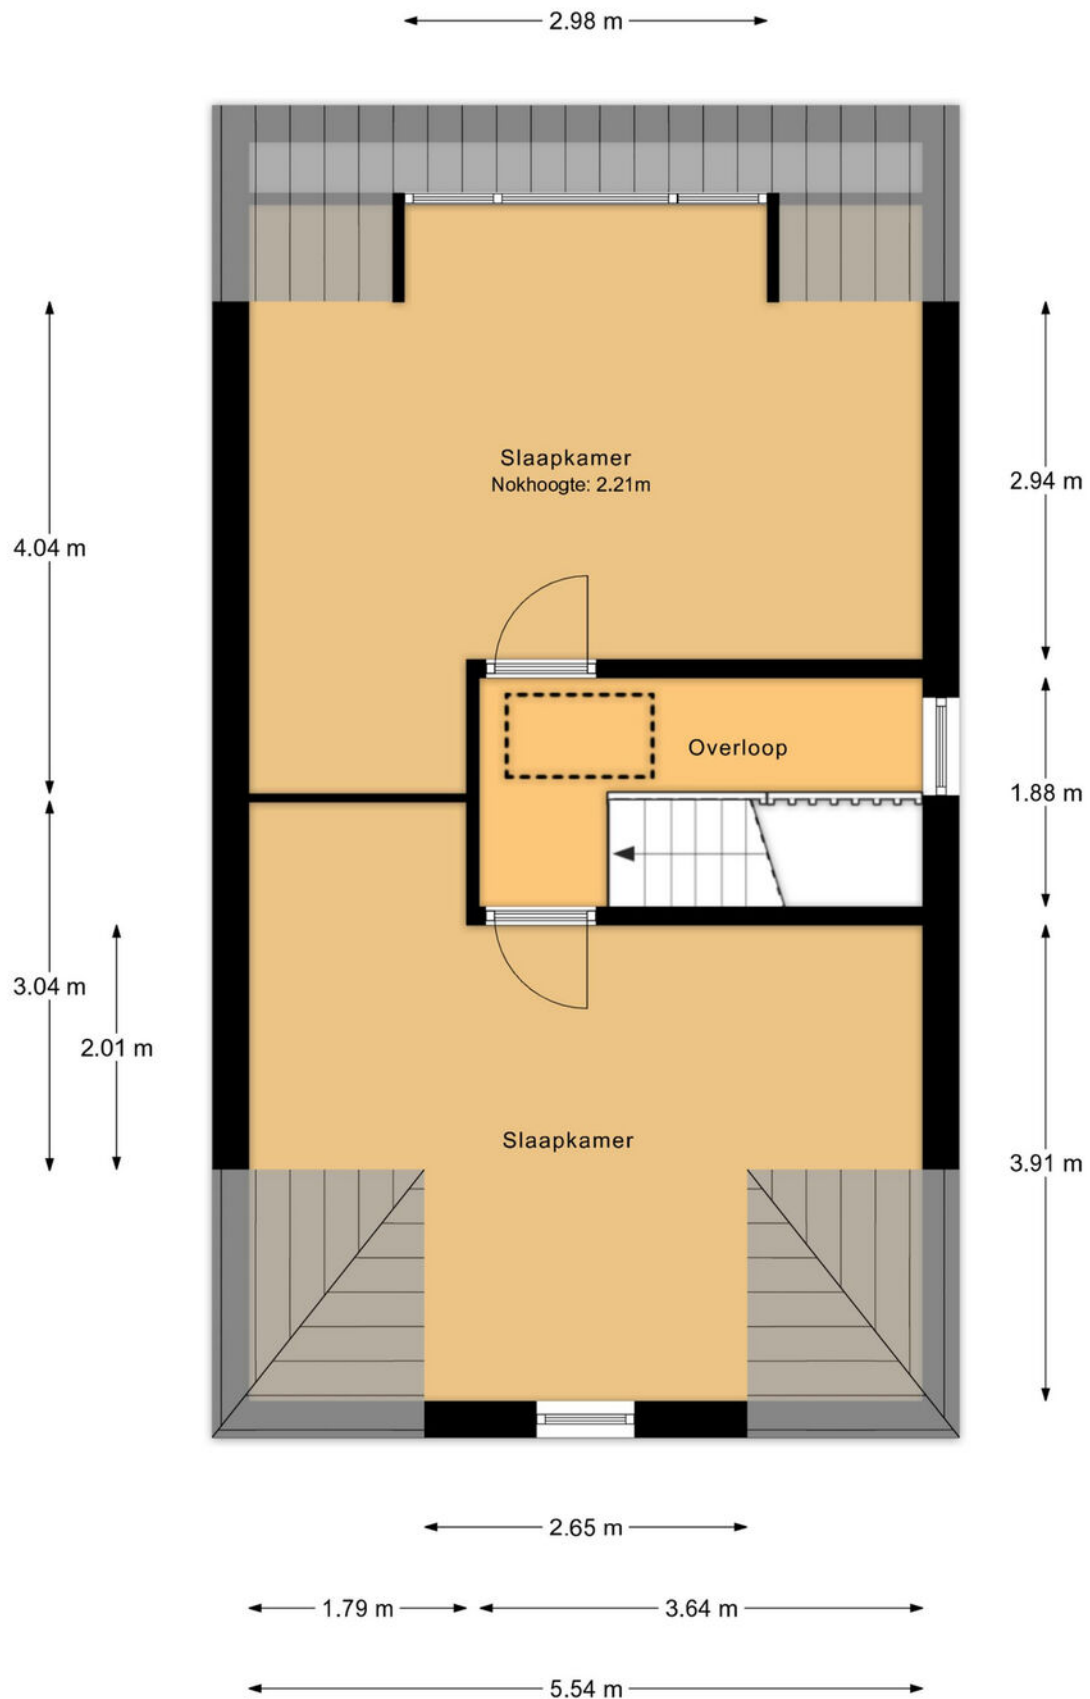 2.98 m
Slaapkamer
Nokhoogte: 2.21m
2.94 m
4.04 m
Overloop
1.88 m
3.04 m
2.01 m
Slaapkamer
3.91 m
2.65 m
1.79 m
3.64 m
5.54 m